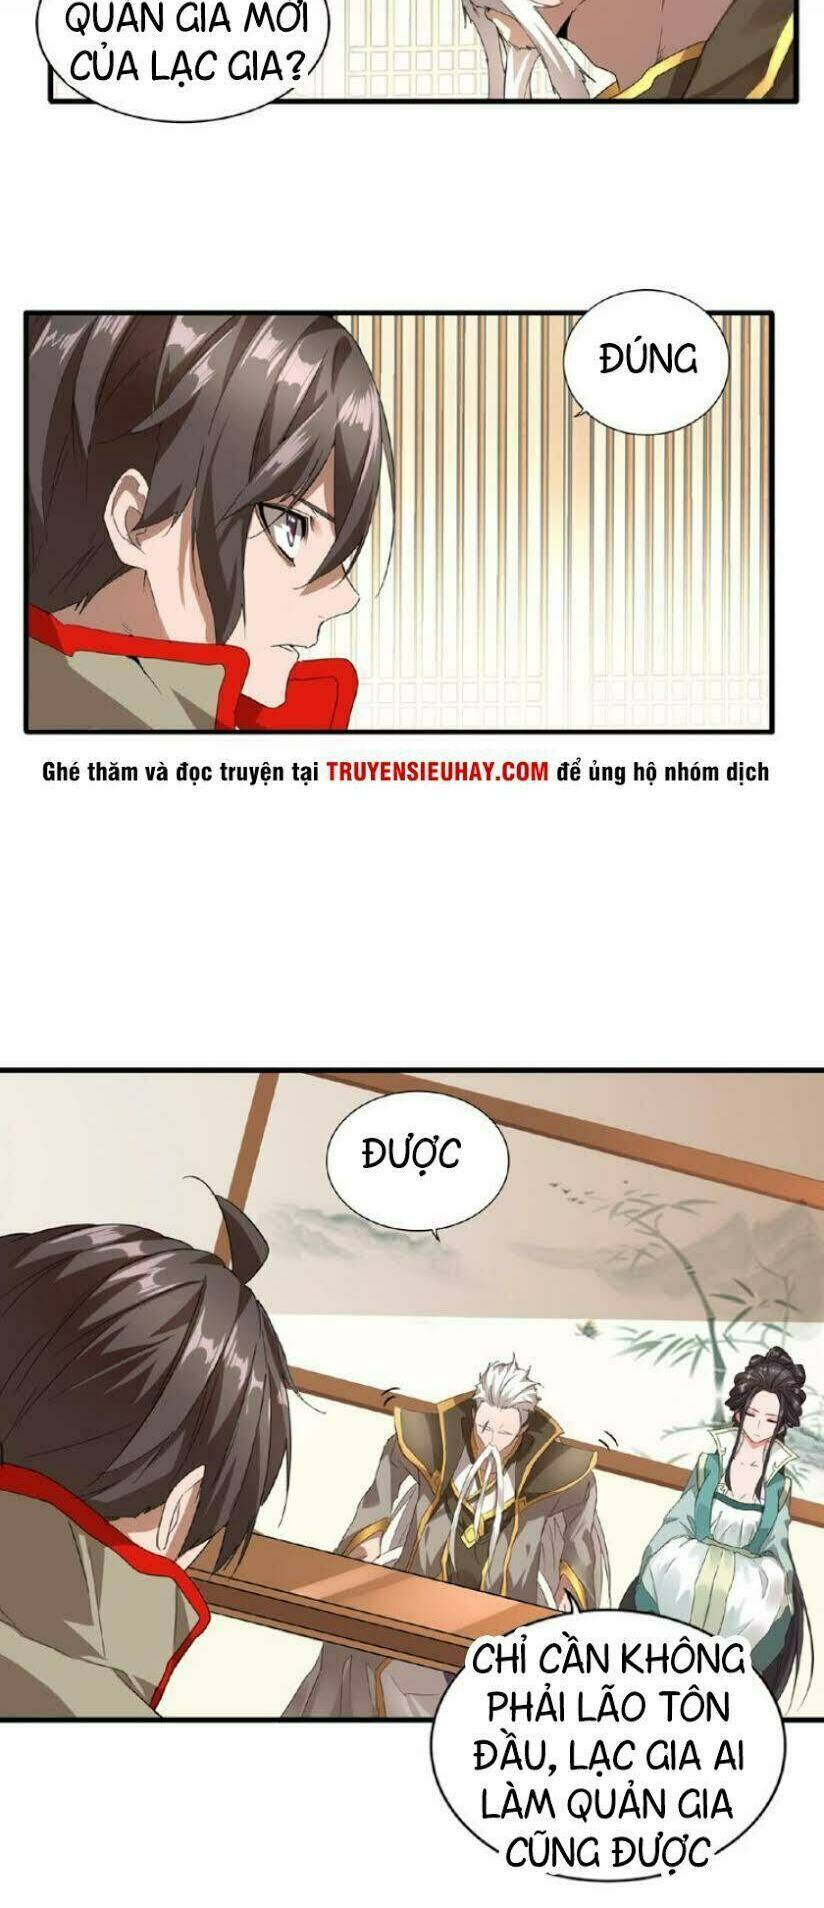 QUẢN GIA MỚI
CỦA LẠC GIA?
ĐÚNG
Ghé thăm và đọc truyện tại TRUYENSIEUHAY.COM để ủng hộ nhóm dịch
ĐƯỢC
CHỈ CẦN KHÔNG
PHẢI LÃO TÔN
ĐẦU, LẠC GIA AI
LÀM QUẢN GIA
CŨNG ĐƯỢC